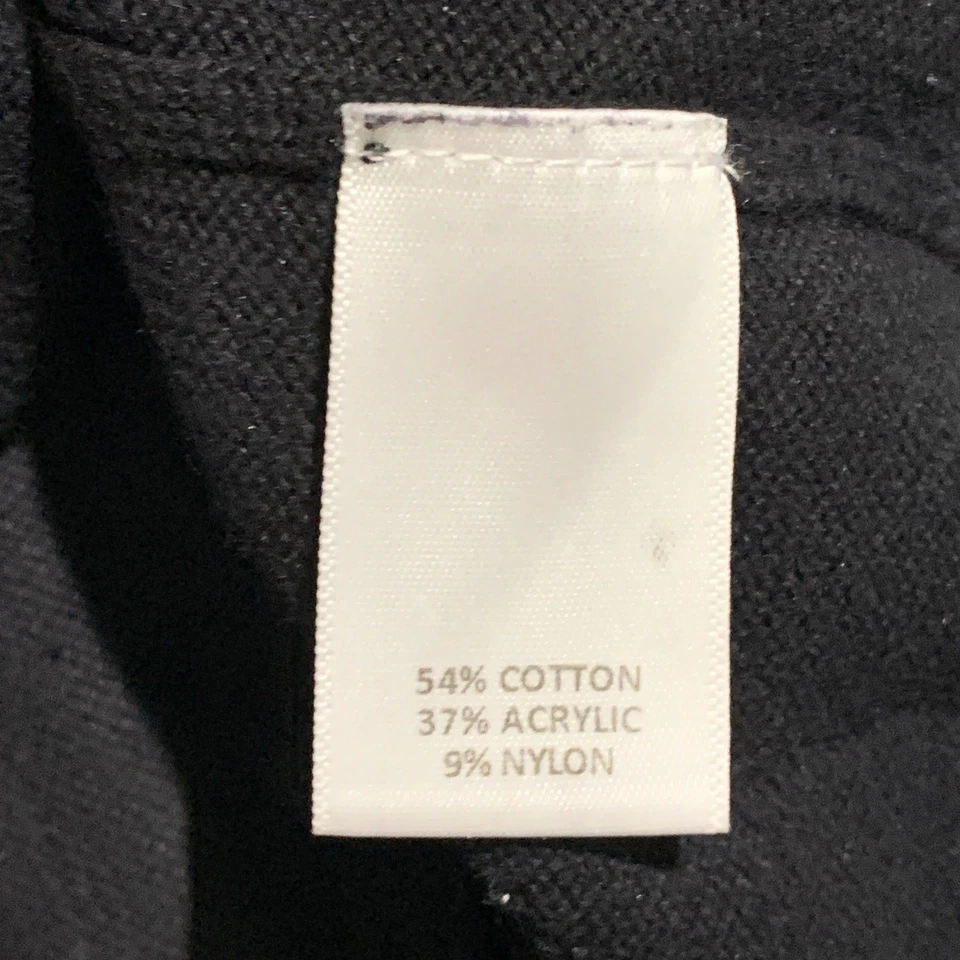 54% COTTON
37% ACRYLIC
9% NYLON